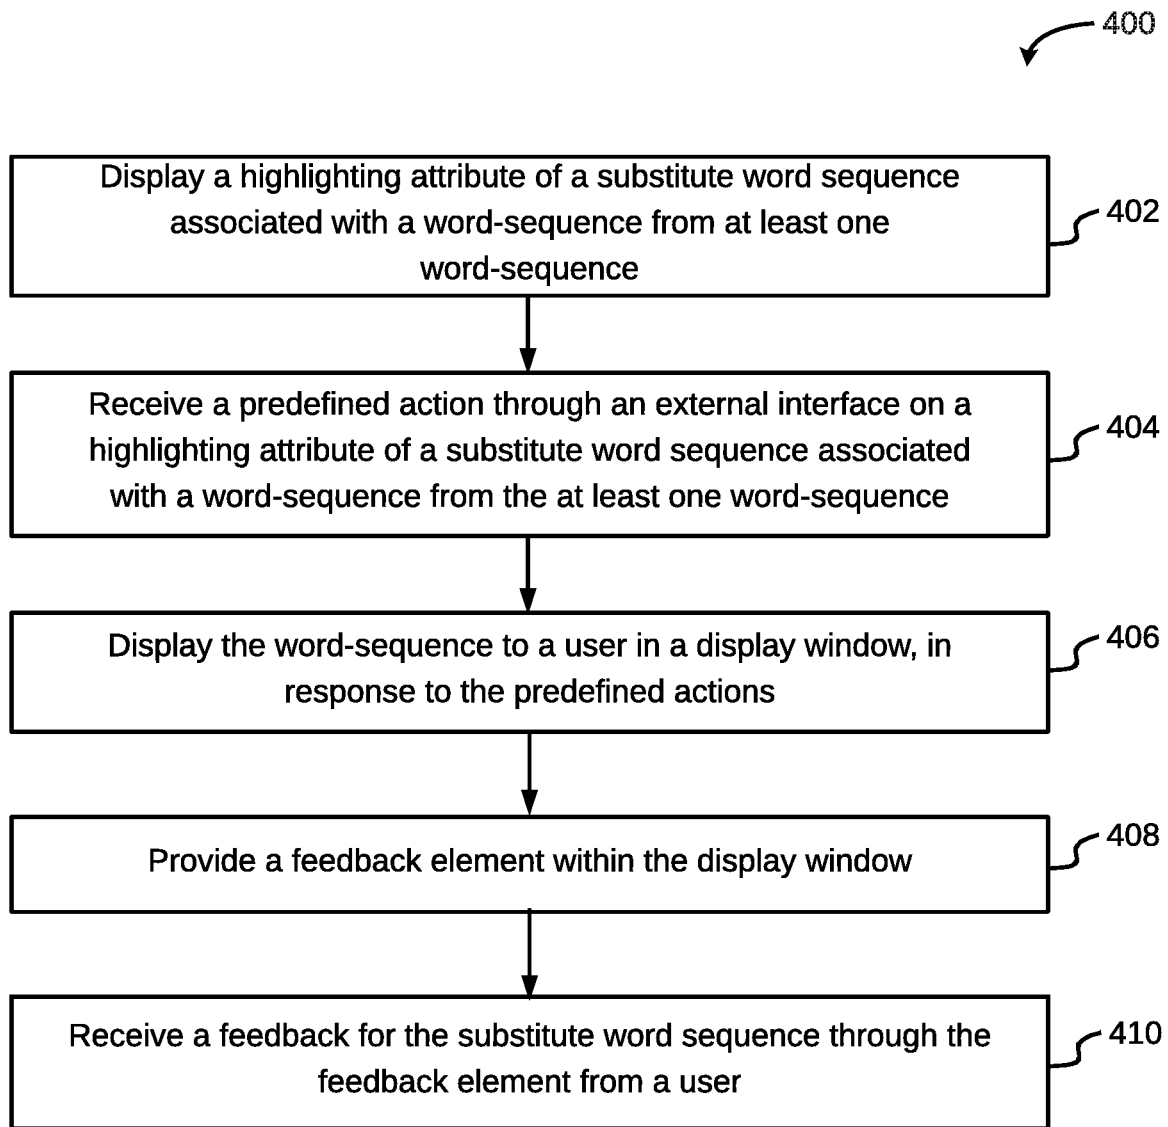 400
Display a highlighting attribute of a substitute word sequence
associated with a word-sequence from at least one
word-sequence
402
Receive a predefined action through an external interface on a
highlighting attribute of a substitute word sequence associated
with a word-sequence from the at least one word-sequence
404
Display the word-sequence to a user in a display window, in
response to the predefined actions
406
Provide a feedback element within the display window
408
Receive a feedback for the substitute word sequence through the
feedback element from a user
410